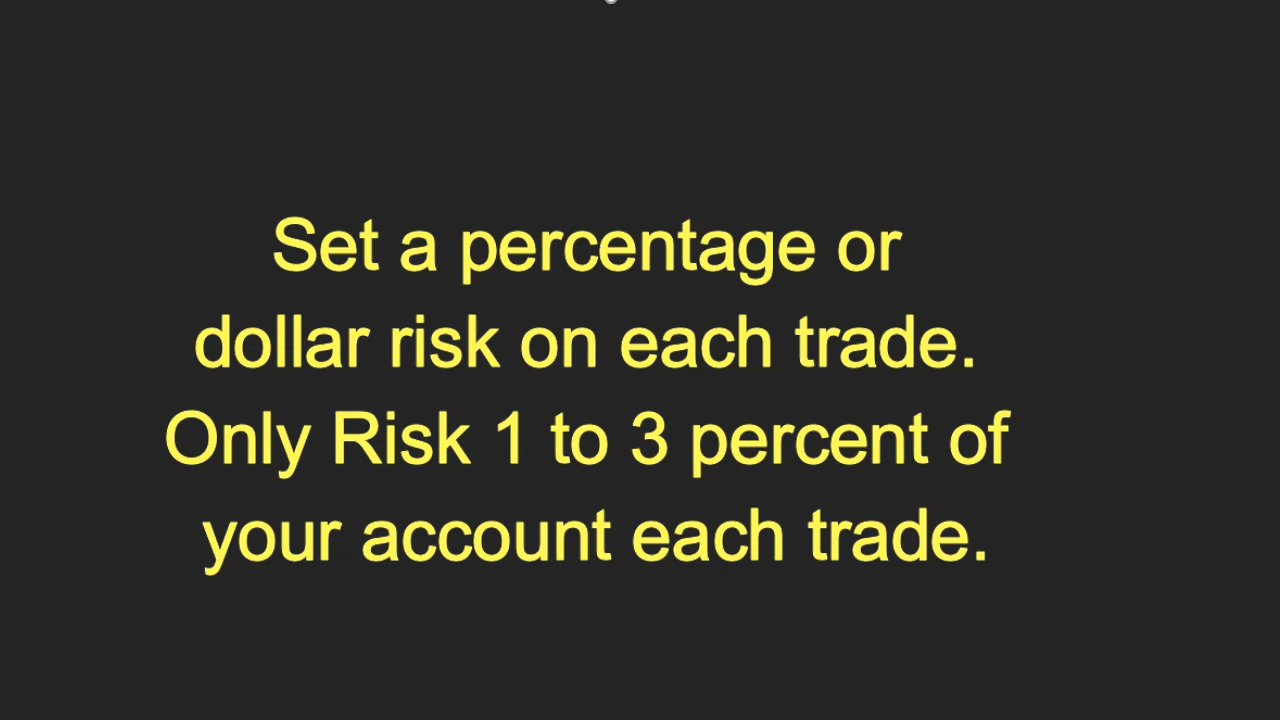 Set a percentage or
dollar risk on each trade.
Only Risk 1 to 3 percent of
your account each trade.